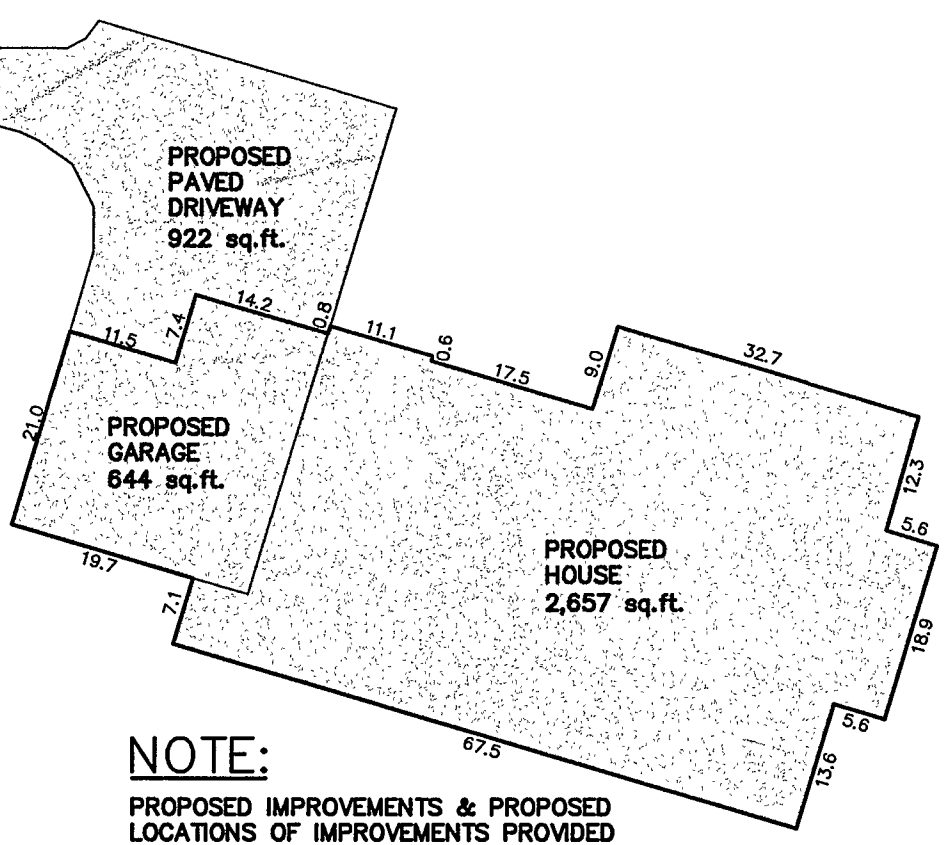 PROPOSED
PAVED
DRIVEWAY
922 sq.ft.
14.2
0.8
11.1
0.6
17.5
9.0
32.7
11.5
7.4
21.0
PROPOSED
GARAGE
644 sq.ft.
12.3
5.6
PROPOSED
HOUSE
2,657 sq.ft.
19.7
7.1
18.9
5.6
67.5
13.6
NOTE:
PROPOSED IMPROVEMENTS & PROPOSED
LOCATIONS OF IMPROVEMENTS PROVIDED